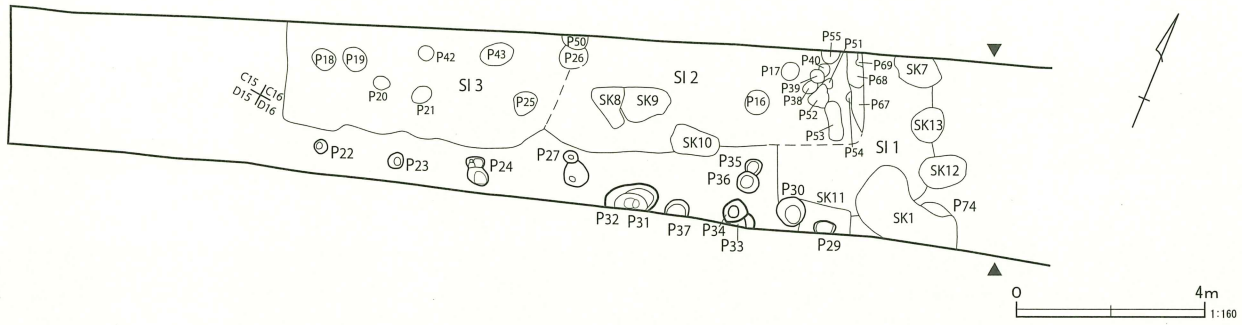 P18
P19
P42
P43
P50
P26
P20
P21
P25
SI 3
C15
C16
D15
D16
SI 2
SK8
SK9
SK10
P17
P16
P55
P51
P40
P39
P38
P52
P53
P54
P69
P68
P67
SK7
SK13
SK12
SI 1
SK1
SK11
P74
P22
P23
P24
P27
P32
P31
P37
P35
P36
P34
P33
P30
P29
0 4m
1:160